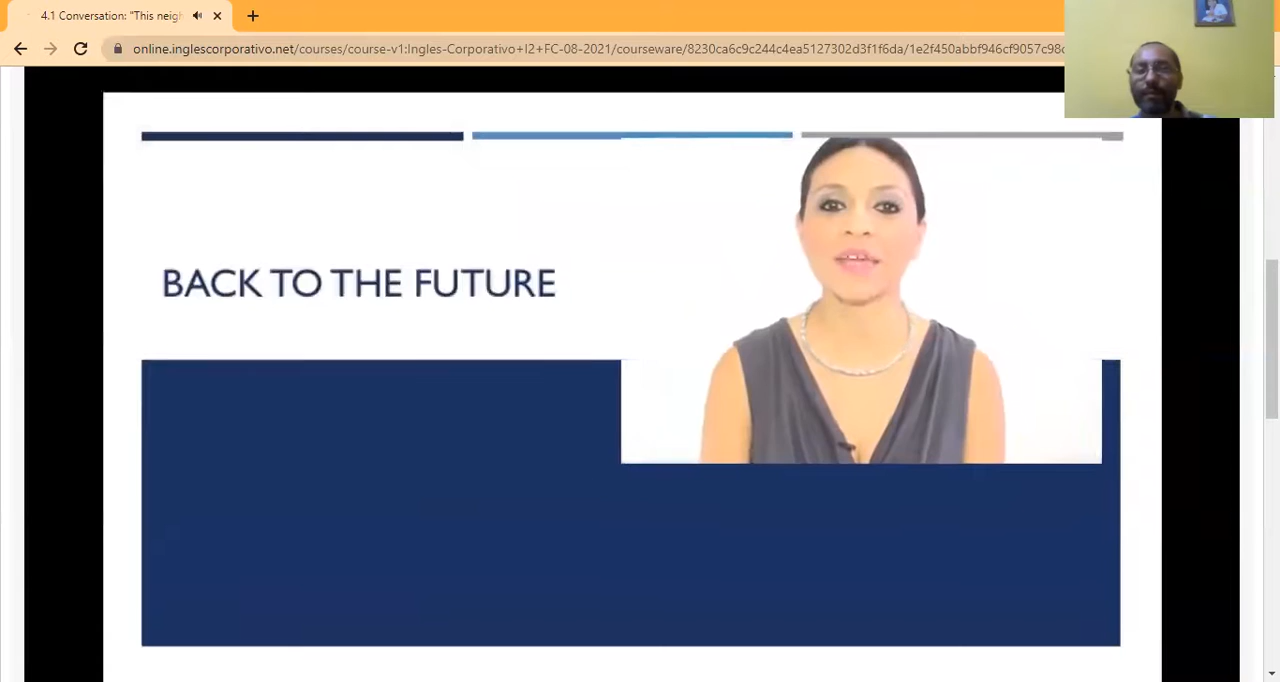 4.1 Conversation: "This neigh
online.inglescorporativo.net/courses/course-v1:Ingles-Corporativo+I2+FC-08-2021/courseware/8230ca6c9c244c4ea5127302d3f1f6da/1e2f450abbf946cf9057c98c
BACK TO THE FUTURE